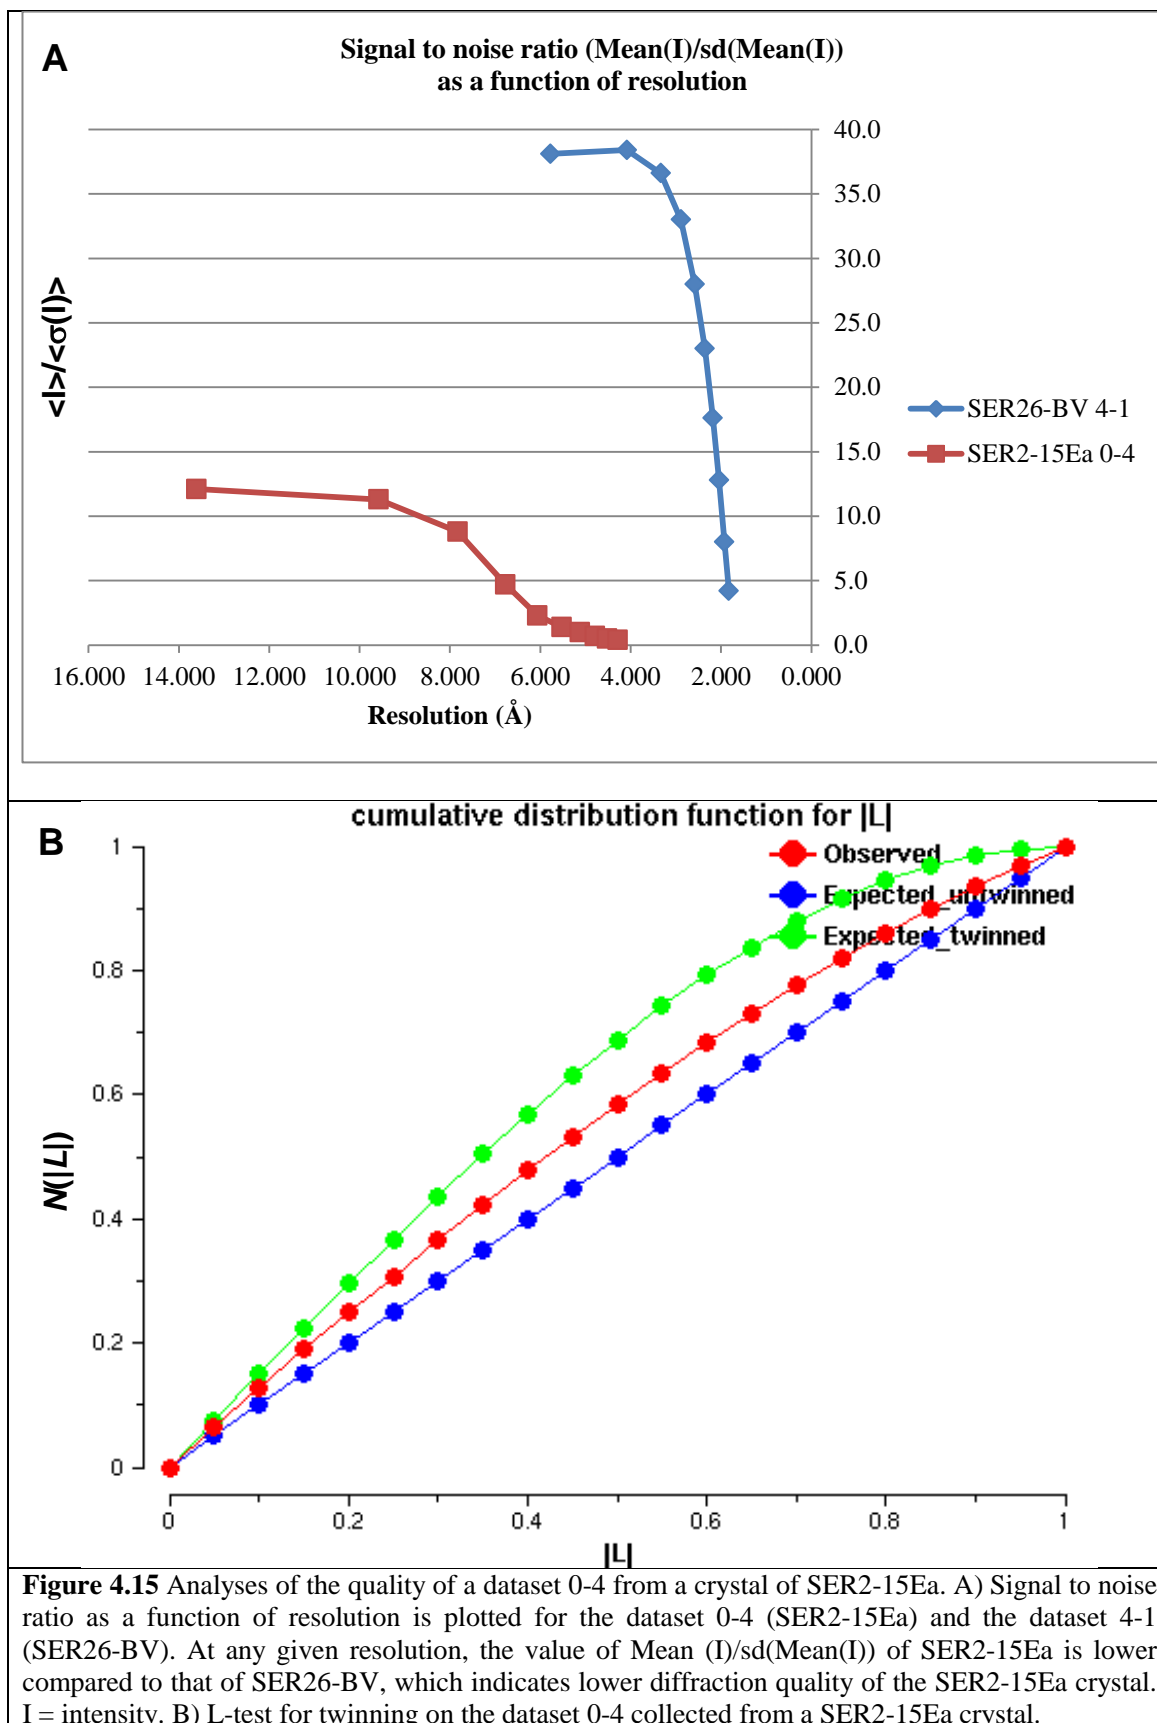 A
Signal to noise ratio (Mean(I)/sd(Mean(I))
as a function of resolution
40.0
35.0
30.0
25.0
20.0
15.0
10.0
5.0
0.0
<I>/<σ(I)>
SER26-BV 4-1
SER2-15Ea 0-4
16.000 14.000 12.000 10.000 8.000 6.000 4.000 2.000 0.000
Resolution (Å)
B
cumulative distribution function for |L|
Observed
Expected_untwinned
Expected_twinned
1
0.8
0.6
0.4
0.2
0
N(|L|)
0 0.2 0.4 0.6 0.8 1
|L|
Figure 4.15 Analyses of the quality of a dataset 0-4 from a crystal of SER2-15Ea. A) Signal to noise
ratio as a function of resolution is plotted for the dataset 0-4 (SER2-15Ea) and the dataset 4-1
(SER26-BV). At any given resolution, the value of Mean (I)/sd(Mean(I)) of SER2-15Ea is lower
compared to that of SER26-BV, which indicates lower diffraction quality of the SER2-15Ea crystal.
I = intensity. B) L-test for twinning on the dataset 0-4 collected from a SER2-15Ea crystal.